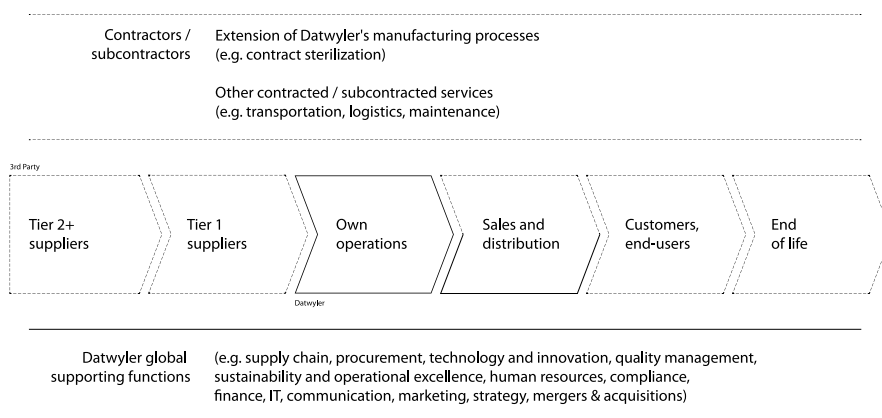 Contractors /
subcontractors
Extension of Datwyler's manufacturing processes
(e.g. contract sterilization)
Other contracted / subcontracted services
(e.g. transportation, logistics, maintenance)
3rd Party
Tier 2+
suppliers
Tier 1
suppliers
Own
operations
Sales and
distribution
Customers,
end-users
End
of life
Datwyler
Datwyler global
supporting functions
(e.g. supply chain, procurement, technology and innovation, quality management,
sustainability and operational excellence, human resources, compliance,
finance, IT, communication, marketing, strategy, mergers & acquisitions)